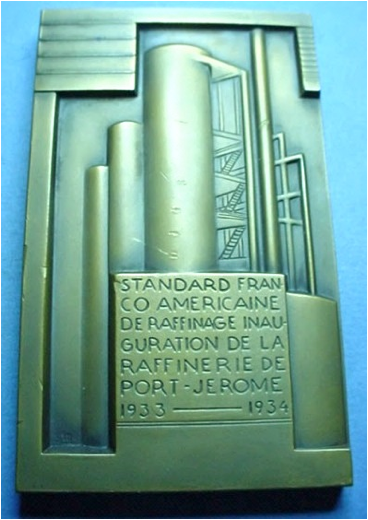 STANDARD FRAN-
CO AMERICAINE
DE RAFFINAGE INAU-
GURATION DE LA
RAFFINERIE DE
PORT-JEROME
1933 — 1934